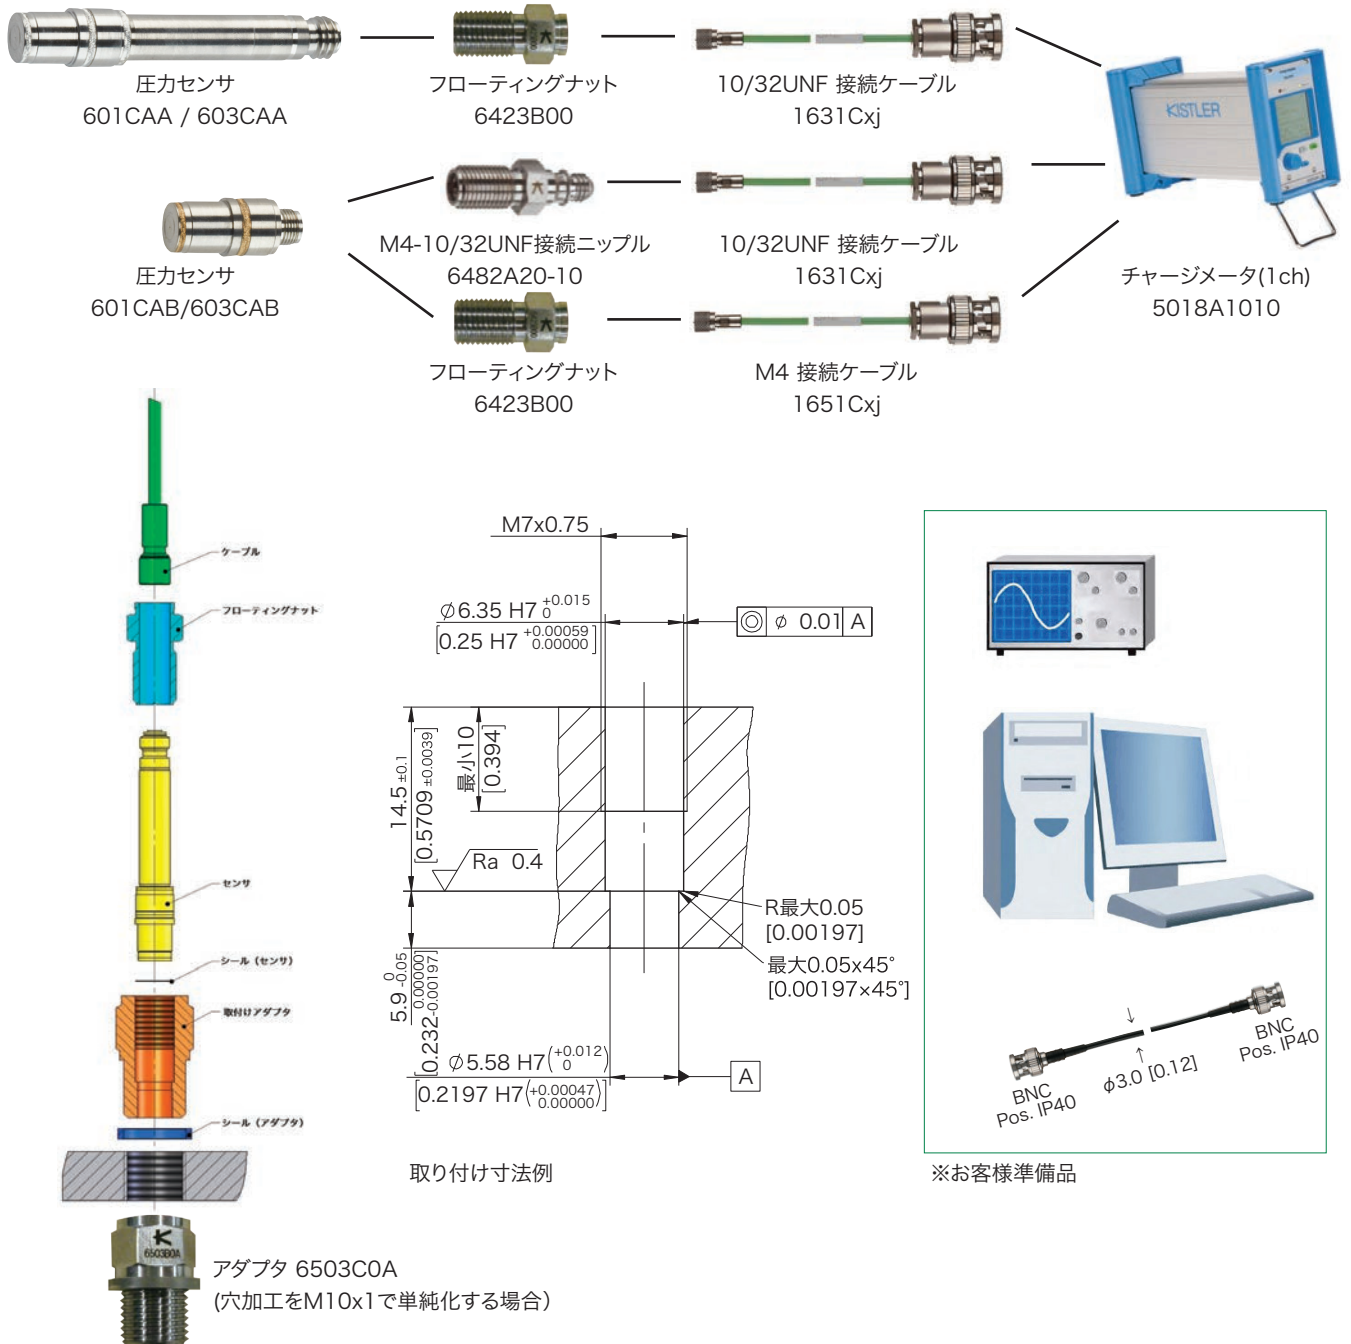 圧力センサ
601CAA / 603CAA
フローティングナット
6423B00
10/32UNF 接続ケーブル
1631Cxj
KISTLER
圧力センサ
601CAB/603CAB
M4-10/32UNF接続ニップル
6482A20-10
10/32UNF 接続ケーブル
1631Cxj
フローティングナット
6423B00
M4 接続ケーブル
1651Cxj
チャージメータ(1ch)
5018A1010
ケーブル
フローティングナット
センサ
シール（センサ）
取付けアダプタ
シール（アダプタ）
6503B0A
アダプタ 6503C0A
(穴加工をM10x1で単純化する場合）
M7x0.75
∅6.35 H7 +0.015 0
[0.25 H7 +0.00059 0.00000]
◎ ∅ 0.01 A
14.5 ±0.1
[0.5709 ±0.0039]
最小10
[0.394]
Ra 0.4
R最大0.05
[0.00197]
最大0.05x45°
[0.00197×45°]
5.9 0 -0.05
[0.232 0.00000 -0.00197]
∅5.58 H7(+0.012 0)
[0.2197 H7(+0.00047 0.00000)]
A
取り付け寸法例
BNC
Pos. IP40
↓
↑
∅3.0 [0.12]
BNC
Pos. IP40
※お客様準備品